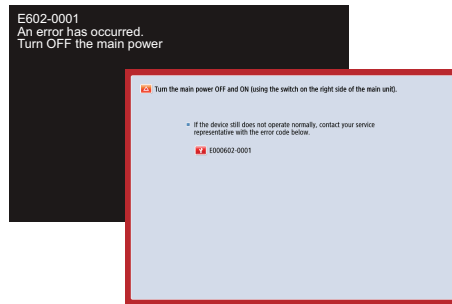 E602-0001
An error has occurred.
Turn OFF the main power
Turn the main power OFF and ON (using the switch on the right side of the main unit).
If the device still does not operate normally, contact your service
representative with the error code below.
E000602-0001